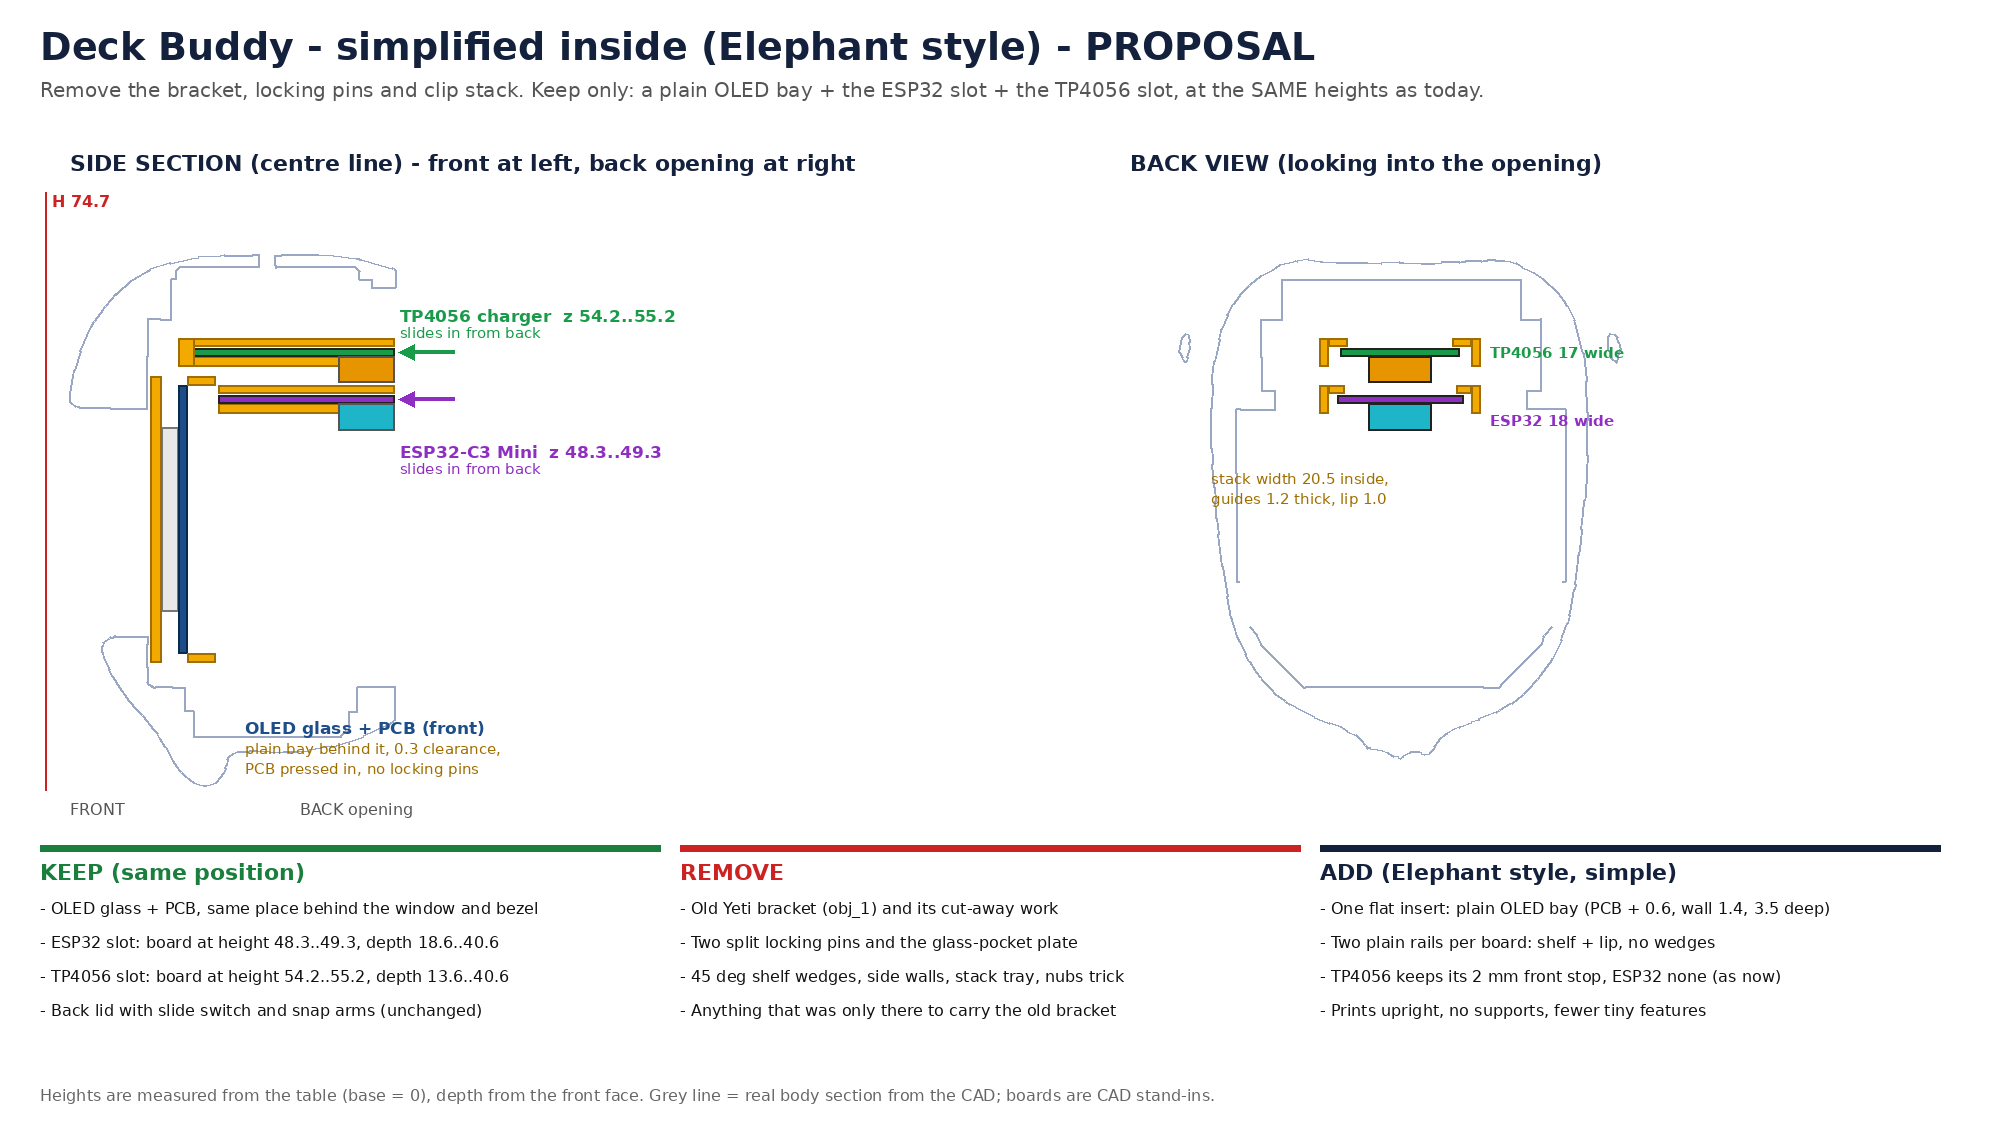 Deck Buddy - simplified inside (Elephant style) - PROPOSAL
Remove the bracket, locking pins and clip stack. Keep only: a plain OLED bay + the ESP32 slot + the TP4056 slot, at the SAME heights as today.
SIDE SECTION (centre line) - front at left, back opening at right
H 74.7
TP4056 charger  z 54.2..55.2
slides in from back
ESP32-C3 Mini  z 48.3..49.3
slides in from back
OLED glass + PCB (front)
plain bay behind it, 0.3 clearance,
PCB pressed in, no locking pins
FRONT
BACK opening
BACK VIEW (looking into the opening)
TP4056 17 wide
ESP32 18 wide
stack width 20.5 inside,
guides 1.2 thick, lip 1.0
KEEP (same position)
- OLED glass + PCB, same place behind the window and bezel
- ESP32 slot: board at height 48.3..49.3, depth 18.6..40.6
- TP4056 slot: board at height 54.2..55.2, depth 13.6..40.6
- Back lid with slide switch and snap arms (unchanged)
REMOVE
- Old Yeti bracket (obj_1) and its cut-away work
- Two split locking pins and the glass-pocket plate
- 45 deg shelf wedges, side walls, stack tray, nubs trick
- Anything that was only there to carry the old bracket
ADD (Elephant style, simple)
- One flat insert: plain OLED bay (PCB + 0.6, wall 1.4, 3.5 deep)
- Two plain rails per board: shelf + lip, no wedges
- TP4056 keeps its 2 mm front stop, ESP32 none (as now)
- Prints upright, no supports, fewer tiny features
Heights are measured from the table (base = 0), depth from the front face. Grey line = real body section from the CAD; boards are CAD stand-ins.